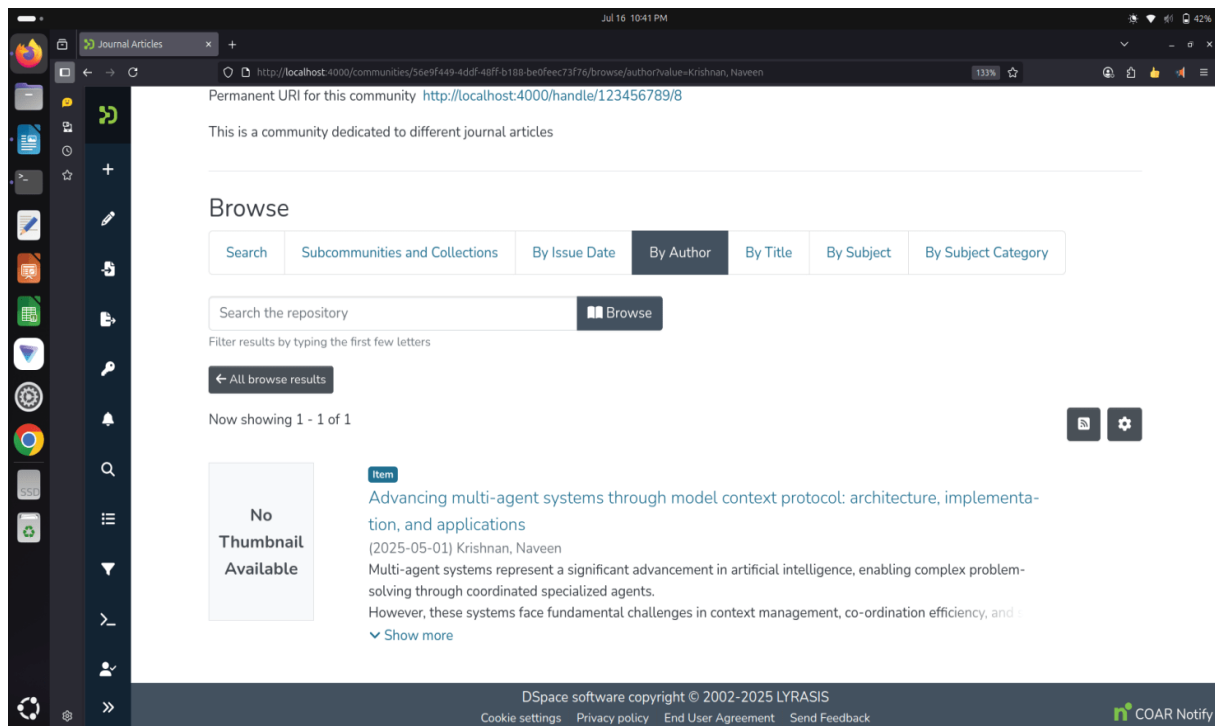 Jul 16 10:41 PM
42%
Journal Articles
http://localhost:4000/communities/56e9f449-4ddf-48ff-b188-be0feec73f76/browse/author?value=Krishnan, Naveen
133%
Permanent URI for this community http://localhost:4000/handle/123456789/8
This is a community dedicated to different journal articles
Browse
Search
Subcommunities and Collections
By Issue Date
By Author
By Title
By Subject
By Subject Category
Search the repository
Browse
Filter results by typing the first few letters
All browse results
Now showing 1 - 1 of 1
No
Thumbnail
Available
Item
Advancing multi-agent systems through model context protocol: architecture, implementa-
tion, and applications
(2025-05-01) Krishnan, Naveen
Multi-agent systems represent a significant advancement in artificial intelligence, enabling complex problem-
solving through coordinated specialized agents.
However, these systems face fundamental challenges in context management, co-ordination efficiency, and
Show more
SSD
DSpace software copyright © 2002-2025 LYRASIS
Cookie settings Privacy policy End User Agreement Send Feedback
COAR Notify